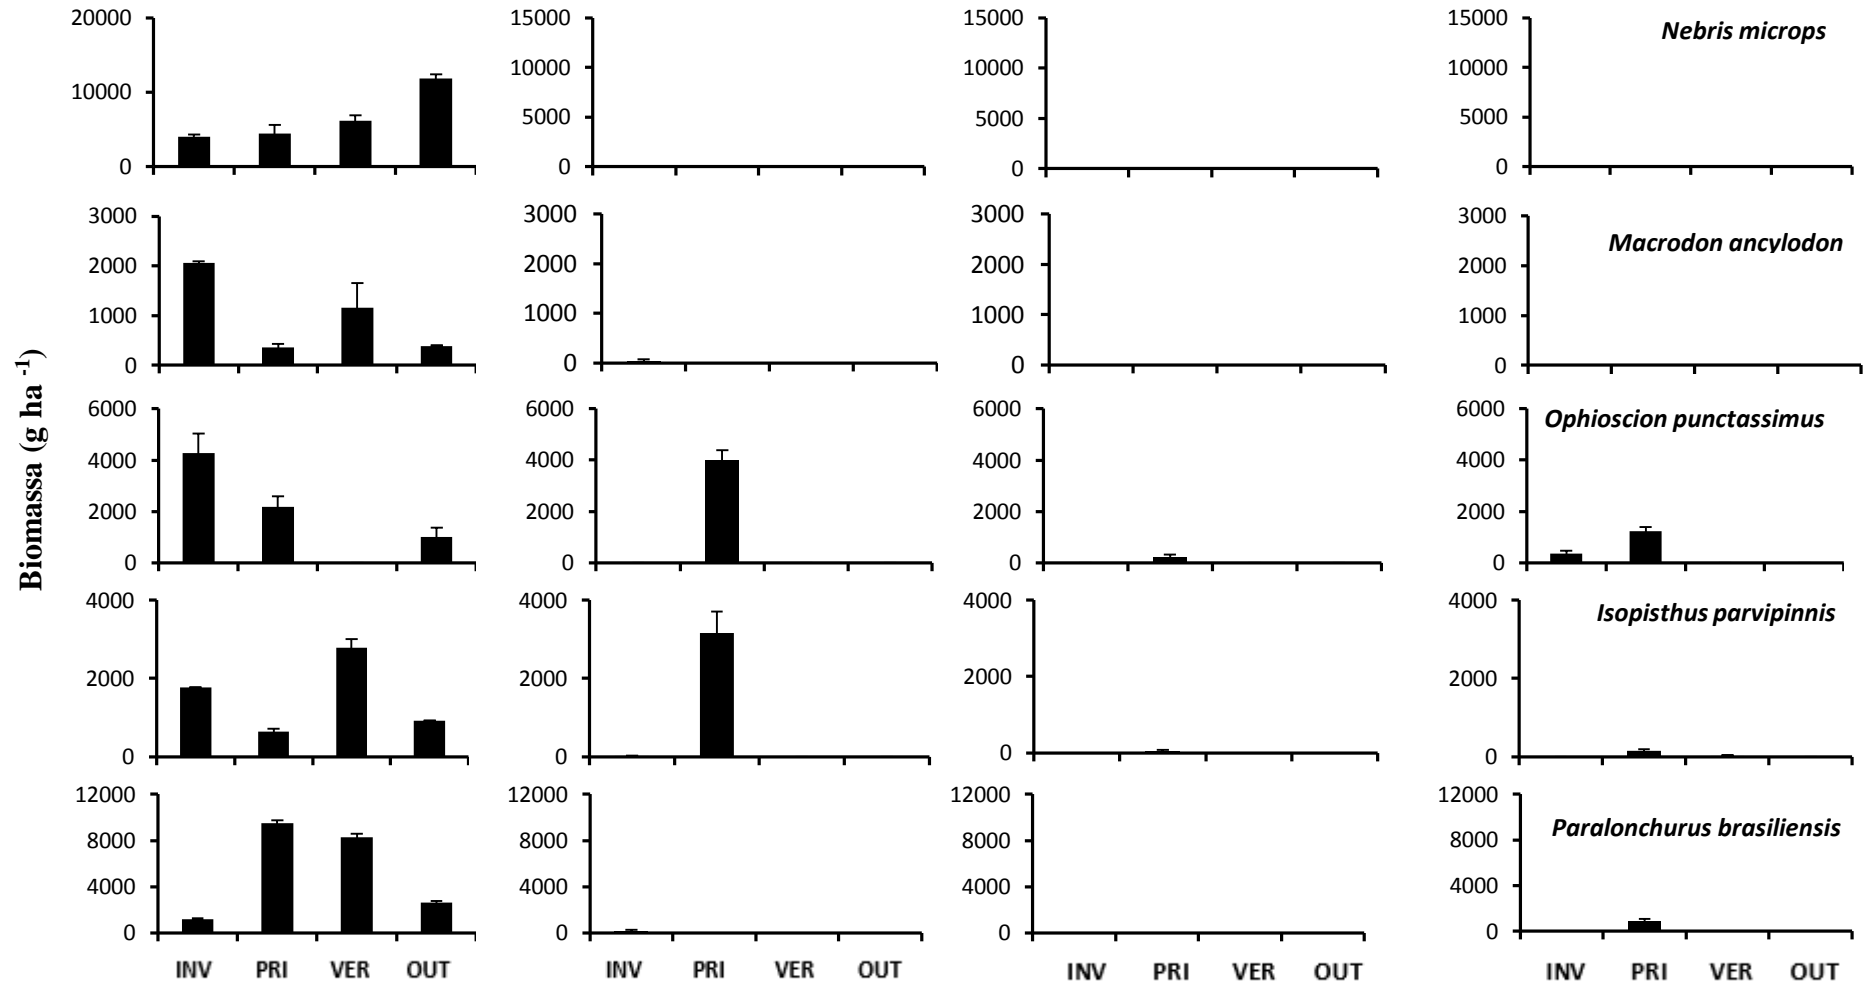 20000 15000 15000 15000 Nebris microps
10000 10000 10000
10000 5000 5000 5000
0 0 0 0
3000 3000 3000 3000 Macrodon ancylodon
2000 2000 2000 2000
1000 1000 1000 1000
0 0 0 0
Biomassa (g ha -1)
6000 6000 6000 6000 Ophioscion punctassimus
4000 4000 4000 4000
2000 2000 2000 2000
0 0 0 0
4000 4000 4000 4000 Isopisthus parvipinnis
2000 2000 2000 2000
0 0 0 0
12000 12000 12000 12000
8000 8000 8000 8000 Paralonchurus brasiliensis
4000 4000 4000 4000
0 0 0 0
INV PRI VER OUT INV PRI VER OUT INV PRI VER OUT INV PRI VER OUT